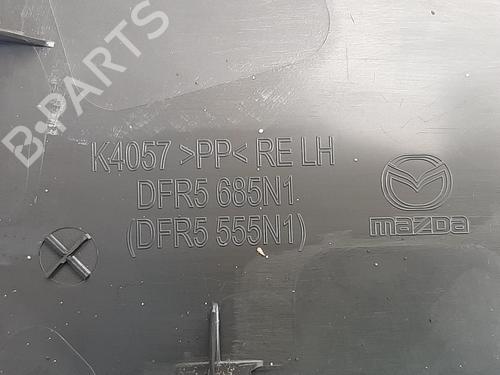 B-PARTS
K4057 >PP< RE LH
DFR5 685N1
(DFR5 555N1)
mazda